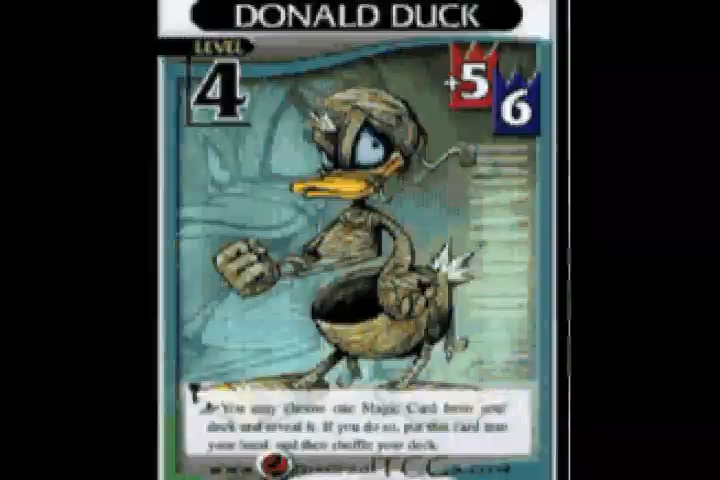 DONALD DUCK
LEVEL
4
+5
6
You may choose one Magic Card from your
deck and reveal it. If you do so, put that card into
your hand, and then shuffle your deck.